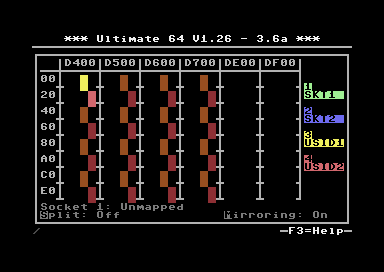 *** Ultimate 64 V1.26 - 3.6a ***
D400 D500 D600 D700 DE00 DF00
00
1
20 SKT1
40 2
SKT2
60
3
80 USID1
A0 4
USID2
C0
E0
Socket 1: Unmapped
Split: Off Mirroring: On
F3=Help